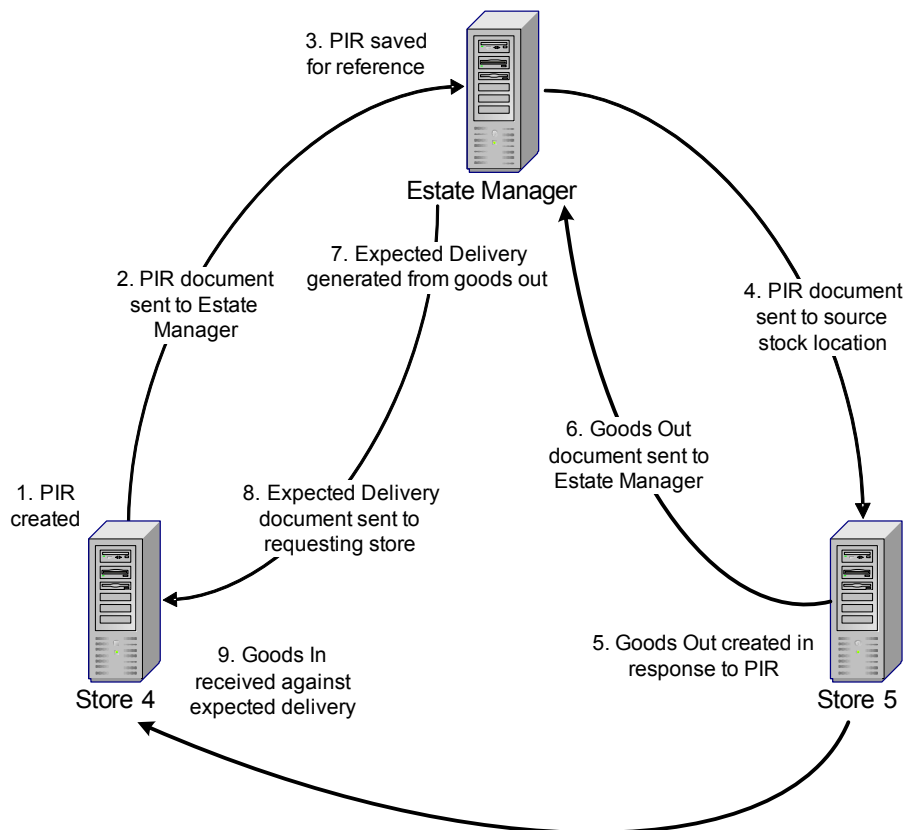 3. PIR saved
for reference
Estate Manager
2. PIR document
sent to Estate
Manager
7. Expected Delivery
generated from goods out
4. PIR document
sent to source
stock location
6. Goods Out
document sent to
Estate Manager
1. PIR
created
8. Expected Delivery
document sent to
requesting store
5. Goods Out created in
response to PIR
9. Goods In
received against
expected delivery
Store 4
Store 5